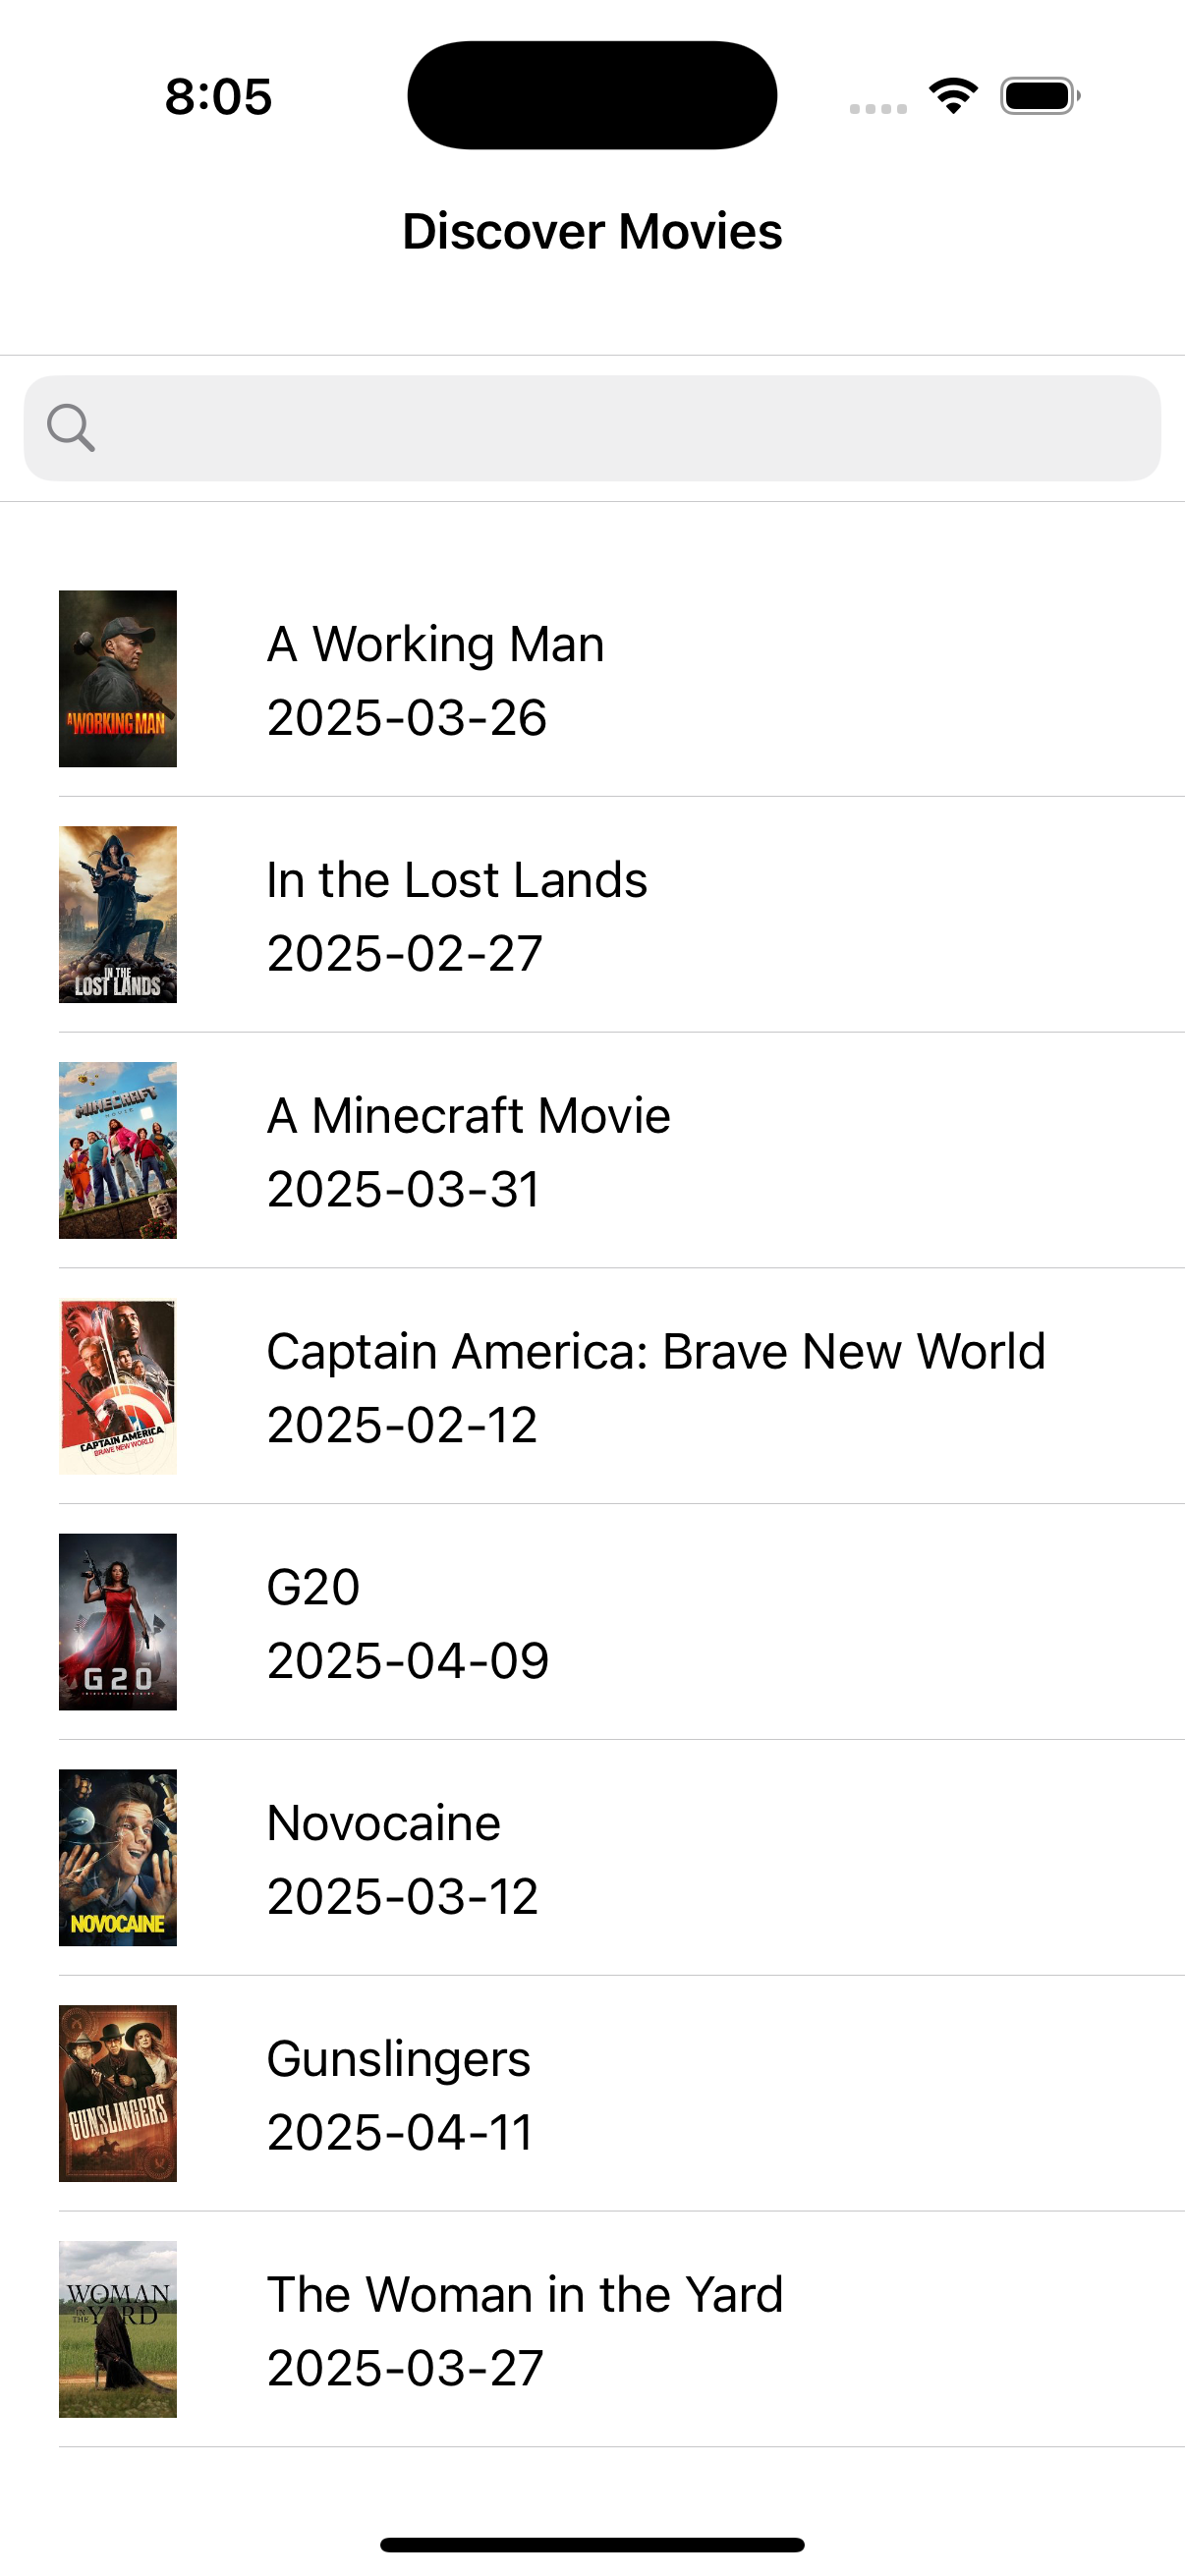 8:05
Discover Movies
A WORKING MAN
A Working Man
2025-03-26
IN THE
LOST LANDS
In the Lost Lands
2025-02-27
MINECRAFT
MOVIE
A Minecraft Movie
2025-03-31
CAPTAIN AMERICA
BRAVE NEW WORLD
Captain America: Brave New World
2025-02-12
G20
G20
2025-04-09
NOVOCAINE
Novocaine
2025-03-12
GUNSLINGERS
Gunslingers
2025-04-11
WOMAN
IN THE YARD
The Woman in the Yard
2025-03-27